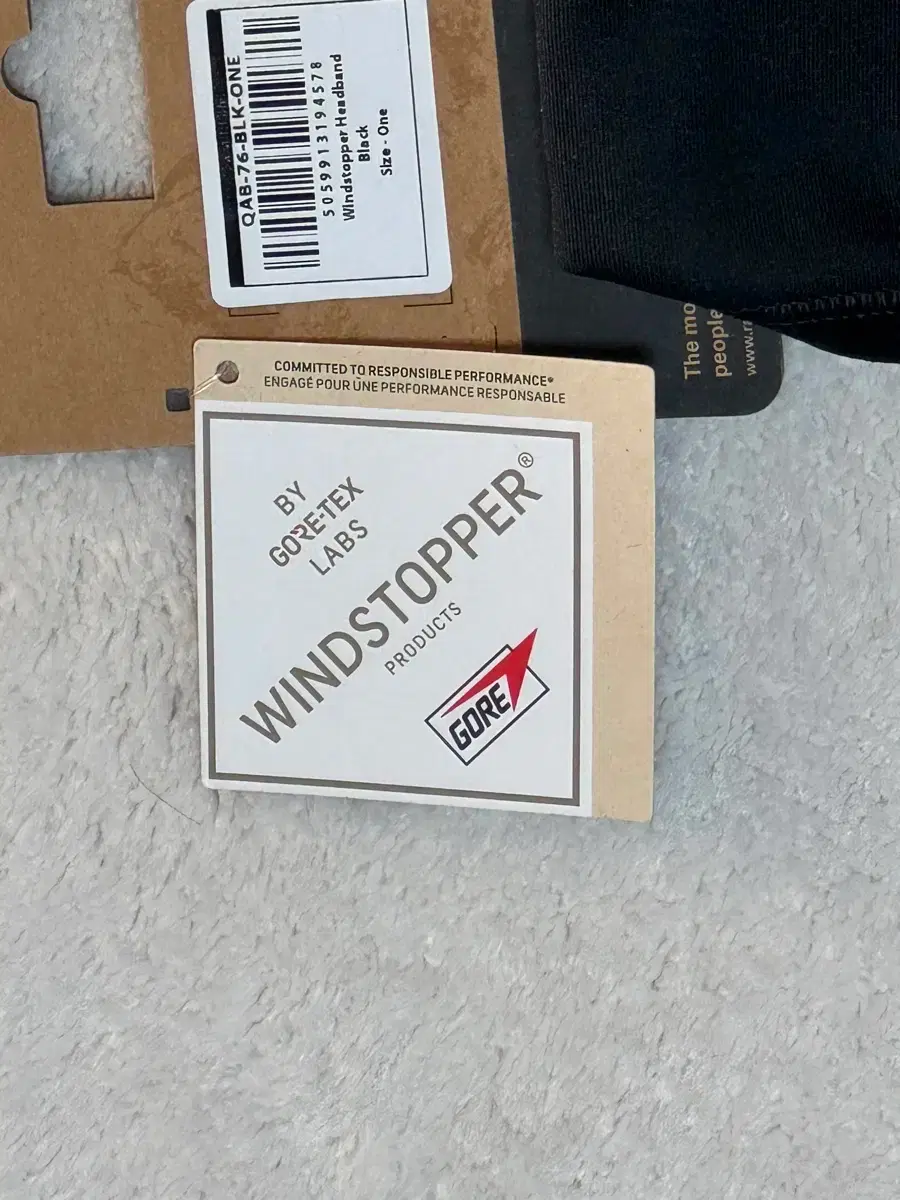 QAB-76-BLK-ONE
5059913194578
Windstopper Headband
Black
Size - One
COMMITTED TO RESPONSIBLE PERFORMANCE®
ENGAGÉ POUR UNE PERFORMANCE RESPONSABLE
BY
GORE-TEX
LABS
WINDSTOPPER®
PRODUCTS
GORE
The mo
people
www.r